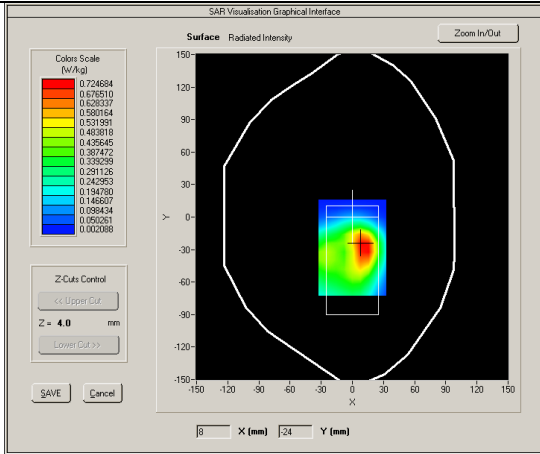 SAR Visualisation Graphical Interface
Surface Radiated Intensity
Zoom In/Out
Colors Scale
(W/kg)
0.724684
0.676510
0.628337
0.580164
0.531991
0.483818
0.435645
0.387472
0.339299
0.291126
0.242953
0.194780
0.146607
0.098434
0.050261
0.002088
150
120
90
60
30
0
-30
-60
-90
-120
-150
Y
-150 -120 -90 -60 -30 0 30 60 90 120 150
X
Z-Cuts Control
<< Upper Cut
Z = 4.0 mm
Lower Cut >>
SAVE Cancel
8 X (mm) -24 Y (mm)